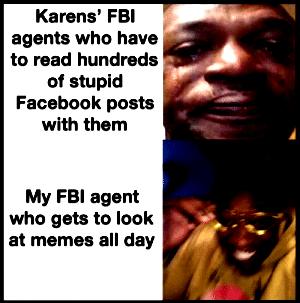 Karens' FBI
agents who have
to read hundreds
of stupid
Facebook posts
with them
My FBI agent
who gets to look
at memes all day